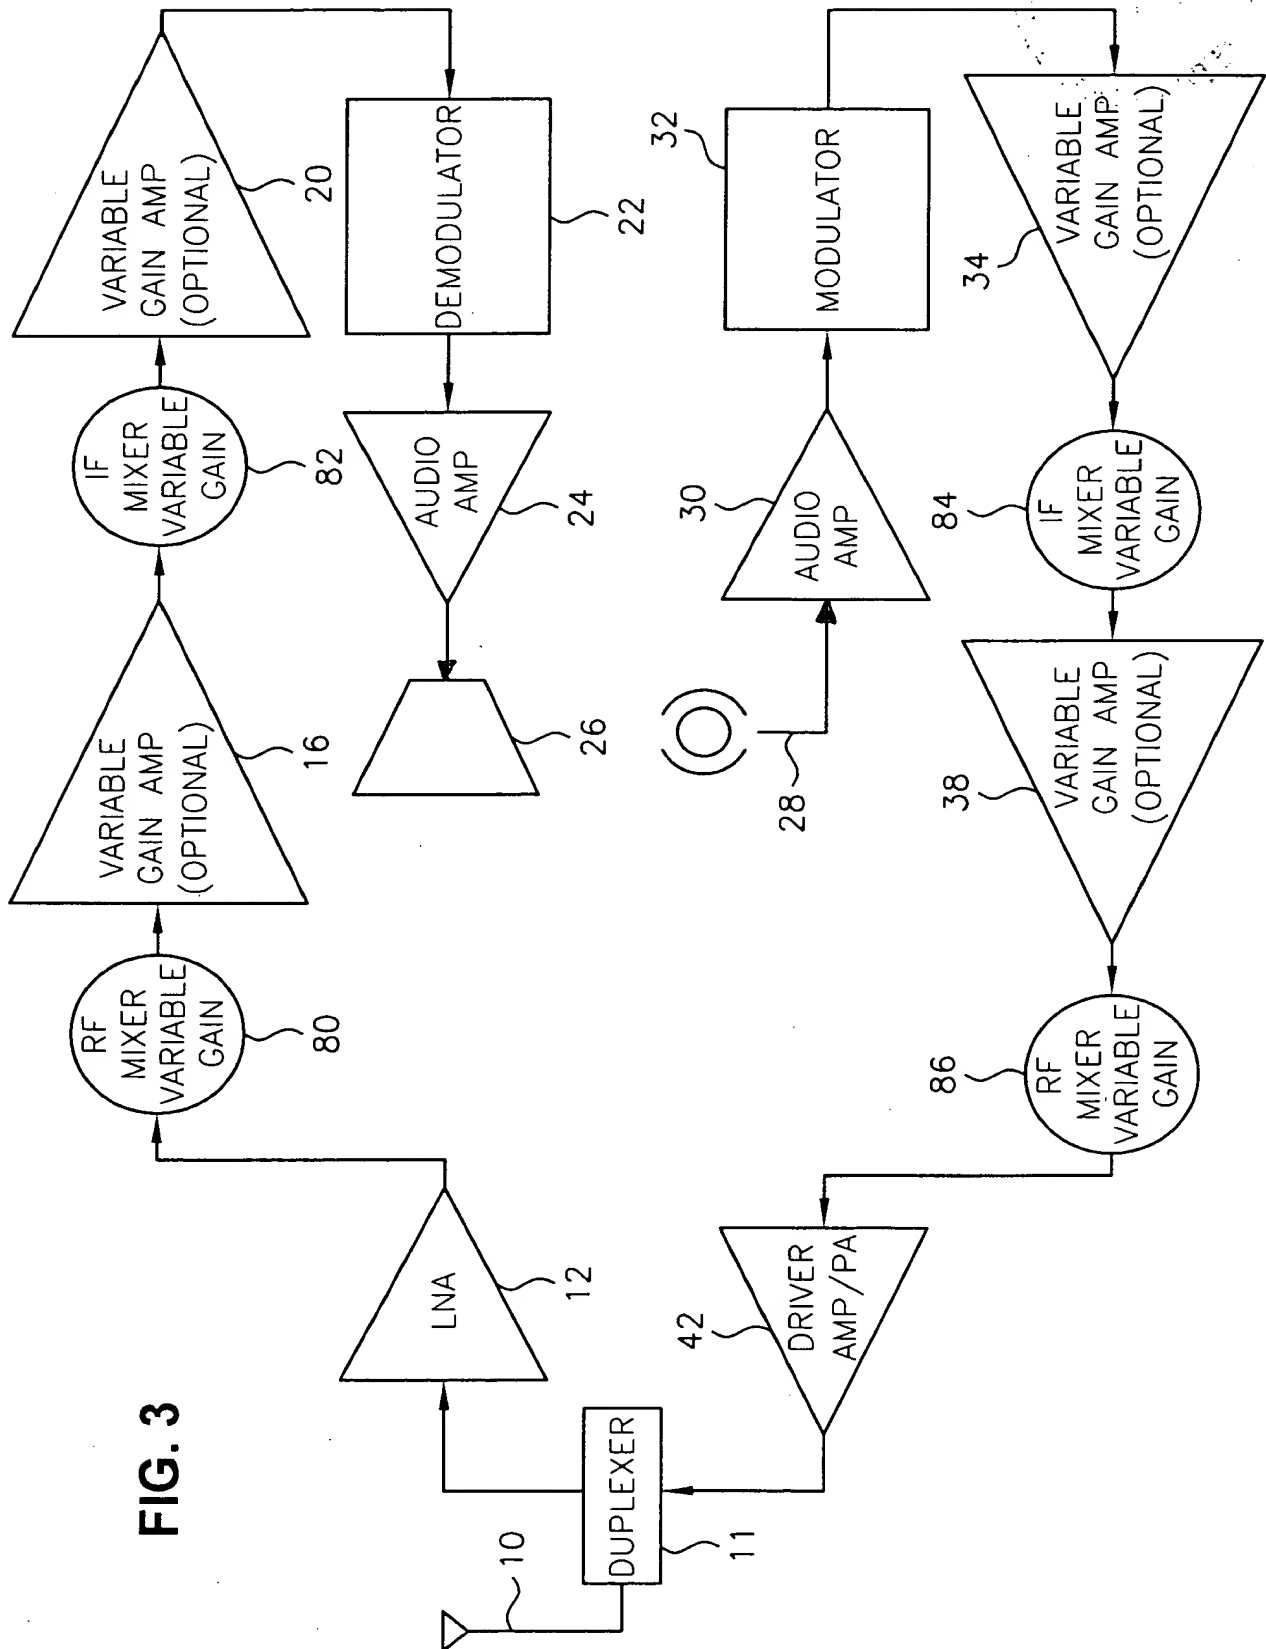 FIG. 3
10
DUPLEXER
11
LNA
12
RF
MIXER
VARIABLE
GAIN
80
VARIABLE
GAIN AMP
(OPTIONAL)
16
IF
MIXER
VARIABLE
GAIN
82
VARIABLE
GAIN AMP
(OPTIONAL)
20
DEMODULATOR
22
AUDIO
AMP
24
26
28
30
AUDIO
AMP
32
MODULATOR
34
VARIABLE
GAIN AMP
(OPTIONAL)
84
IF
MIXER
VARIABLE
GAIN
38
VARIABLE
GAIN AMP
(OPTIONAL)
86
RF
MIXER
VARIABLE
GAIN
42
DRIVER
AMP/PA